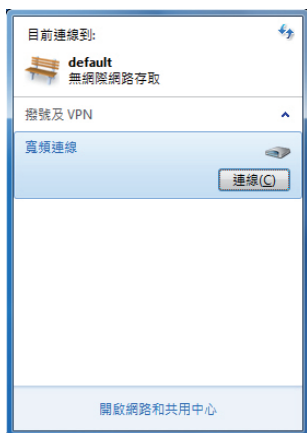 目前連線到:
default
無網際網路存取
撥號及 VPN
寬頻連線
連線(C)
開啟網路和共用中心